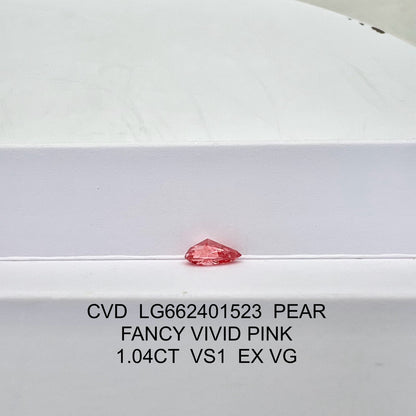 CVD LG662401523 PEAR
FANCY VIVID PINK
1.04CT VS1 EX VG